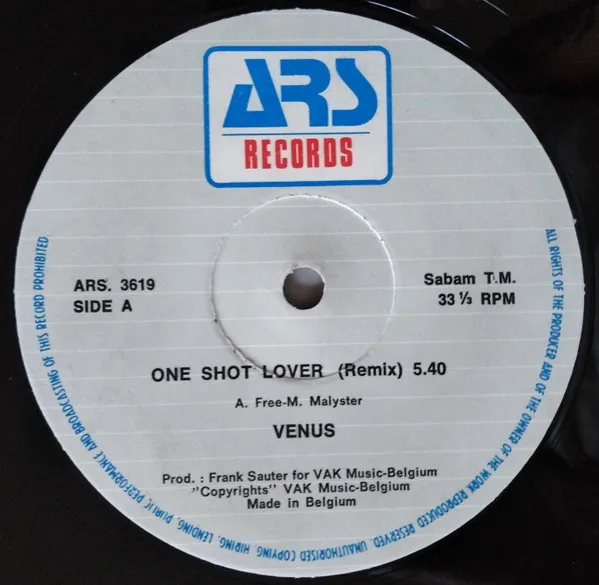 ARS
RECORDS
ARS. 3619
SIDE A
Sabam T.M.
33 ⅓ RPM
ONE SHOT LOVER (Remix) 5.40
A. Free-M. Malyster
VENUS
Prod. : Frank Sauter for VAK Music-Belgium
"Copyrights" VAK Music-Belgium
Made in Belgium
ALL RIGHTS OF THE PRODUCER AND OF THE OWNER OF THE WORK REPRODUCED RESERVED. UNAUTHORISED COPYING, HIRING, LENDING, PUBLIC PERFORMANCE AND BROADCASTING OF THIS RECORD PROHIBITED